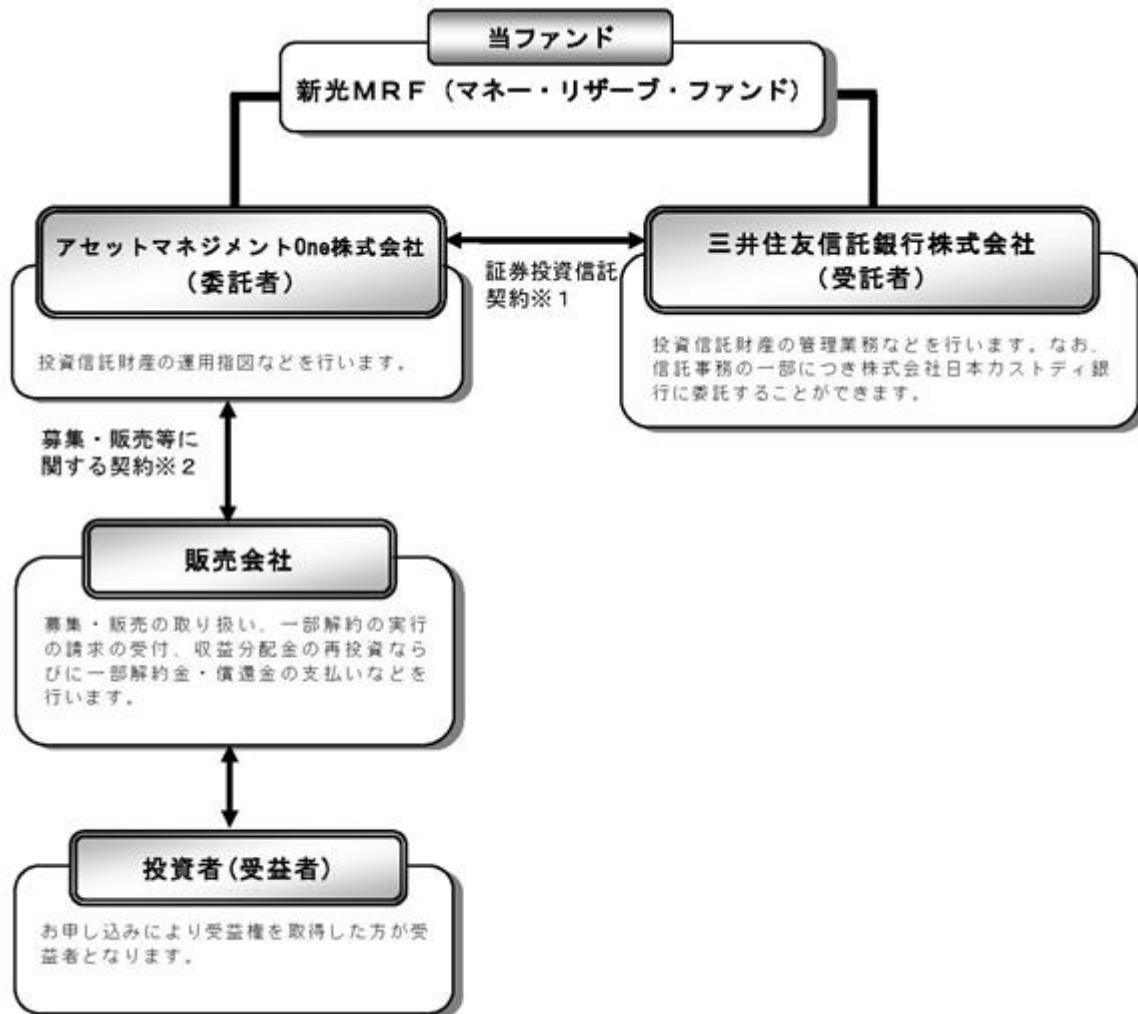 当ファンド
新光MRF（マネー・リザーブ・ファンド）
アセットマネジメントOne株式会社
（委託者）
投資信託財産の運用指図などを行います。
証券投資信託
契約※１
三井住友信託銀行株式会社
（受託者）
投資信託財産の管理業務などを行います。なお、
信託事務の一部につき株式会社日本カストディ銀
行に委託することができます。
募集・販売等に
関する契約※２
販売会社
募集・販売の取り扱い、一部解約の実行
の請求の受付、収益分配金の再投資なら
びに一部解約金・償還金の支払いなどを
行います。
投資者(受益者)
お申し込みにより受益権を取得した方が受
益者となります。